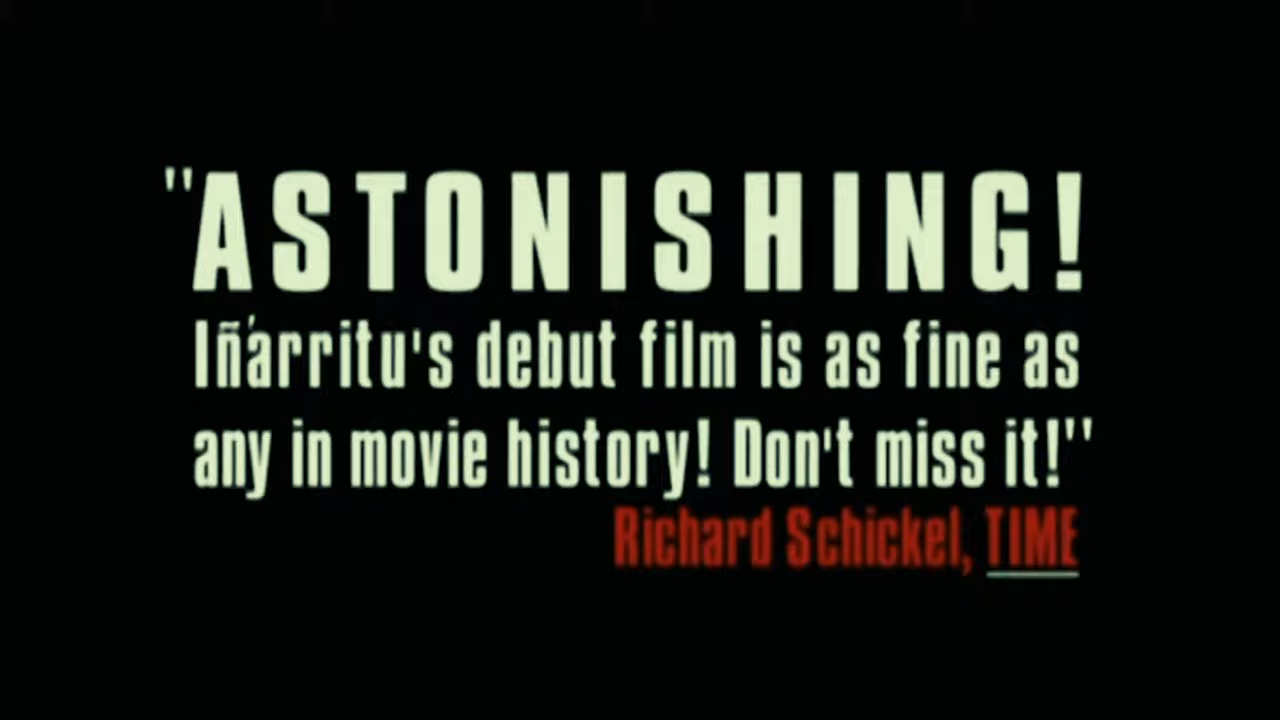 "ASTONISHING!
Iñárritu's debut film is as fine as
any in movie history! Don't miss it!"
Richard Schickel, TIME